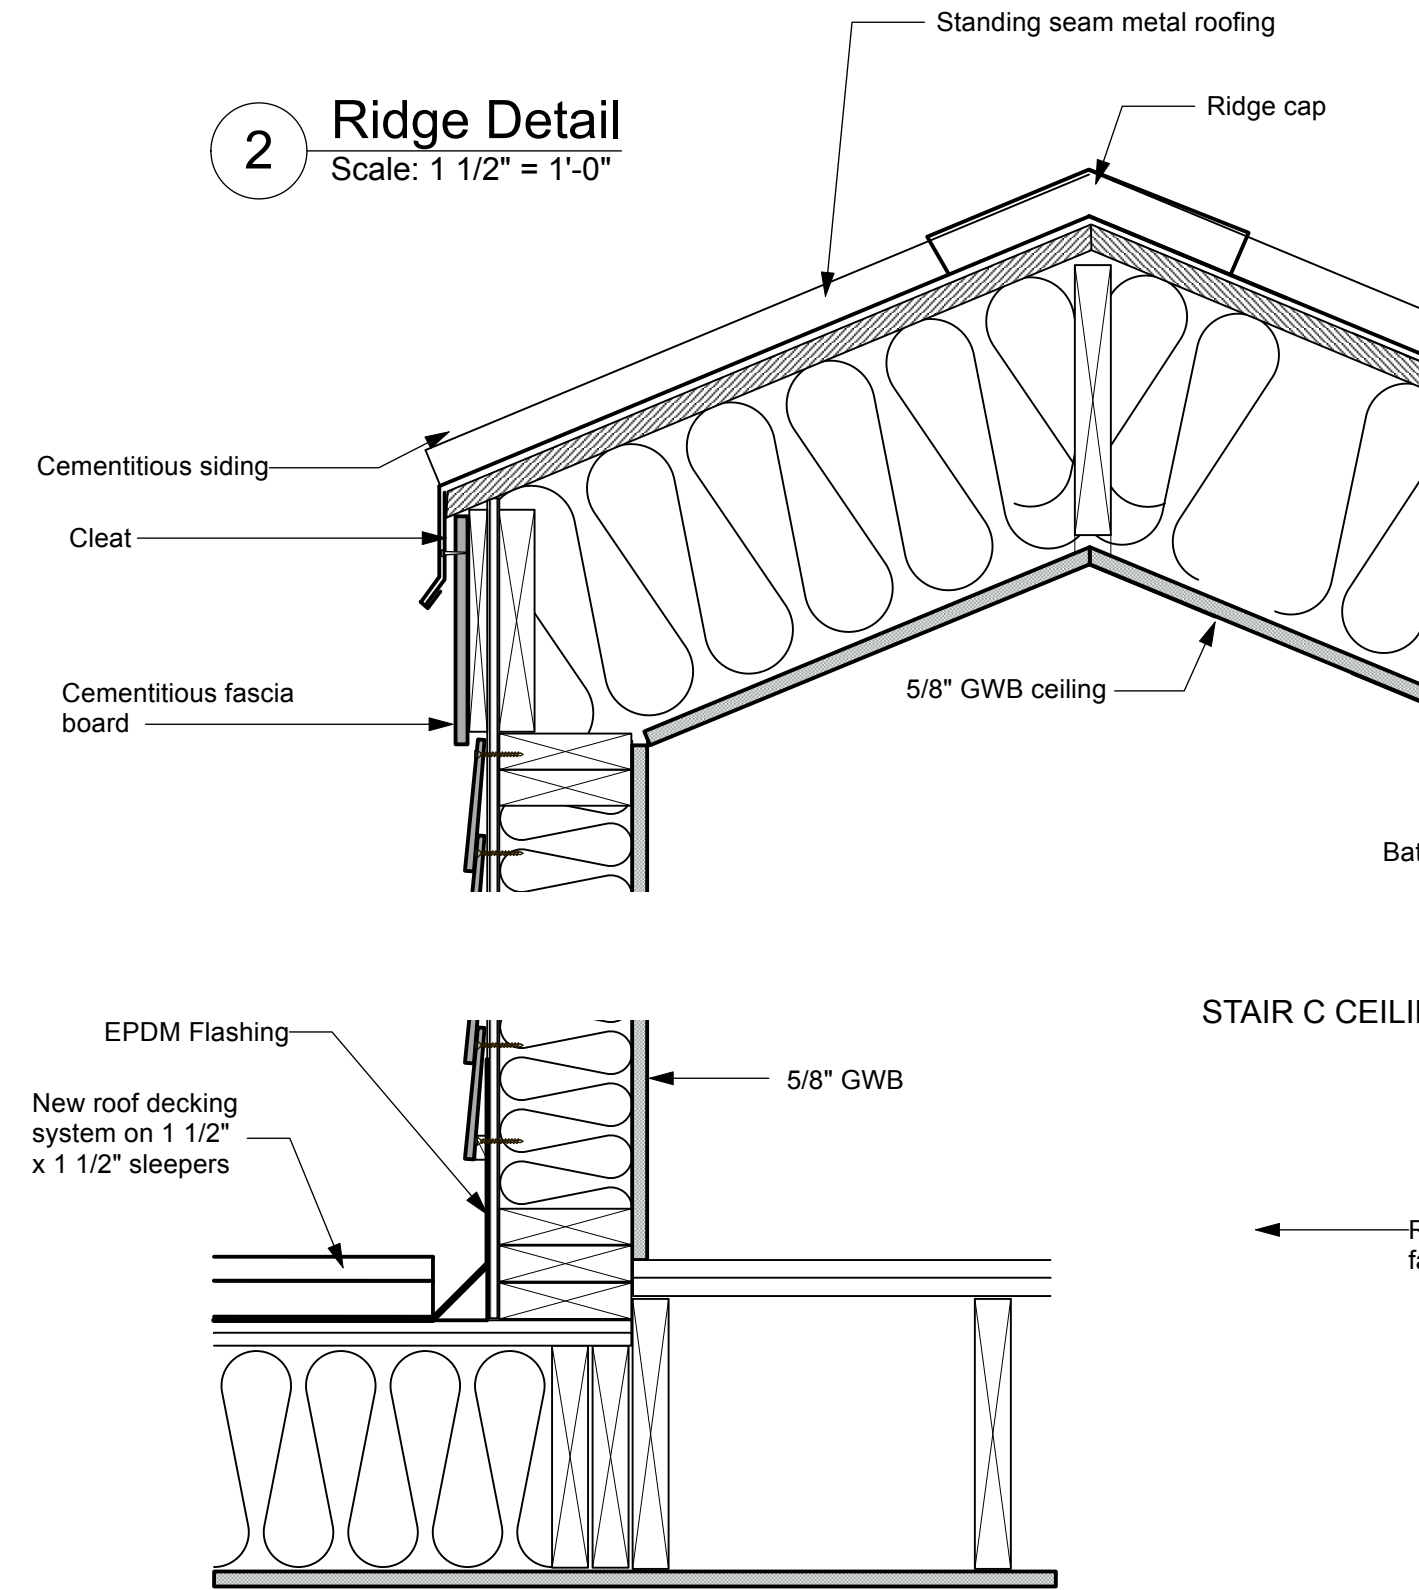 Standing seam metal roofing
Ridge cap
2
Ridge Detail
Scale: 1 1/2" = 1'-0"
Cementitious siding
Cleat
Cementitious fascia
board
5/8" GWB ceiling
EPDM Flashing
5/8" GWB
New roof decking
system on 1 1/2"
x 1 1/2" sleepers
STAIR C